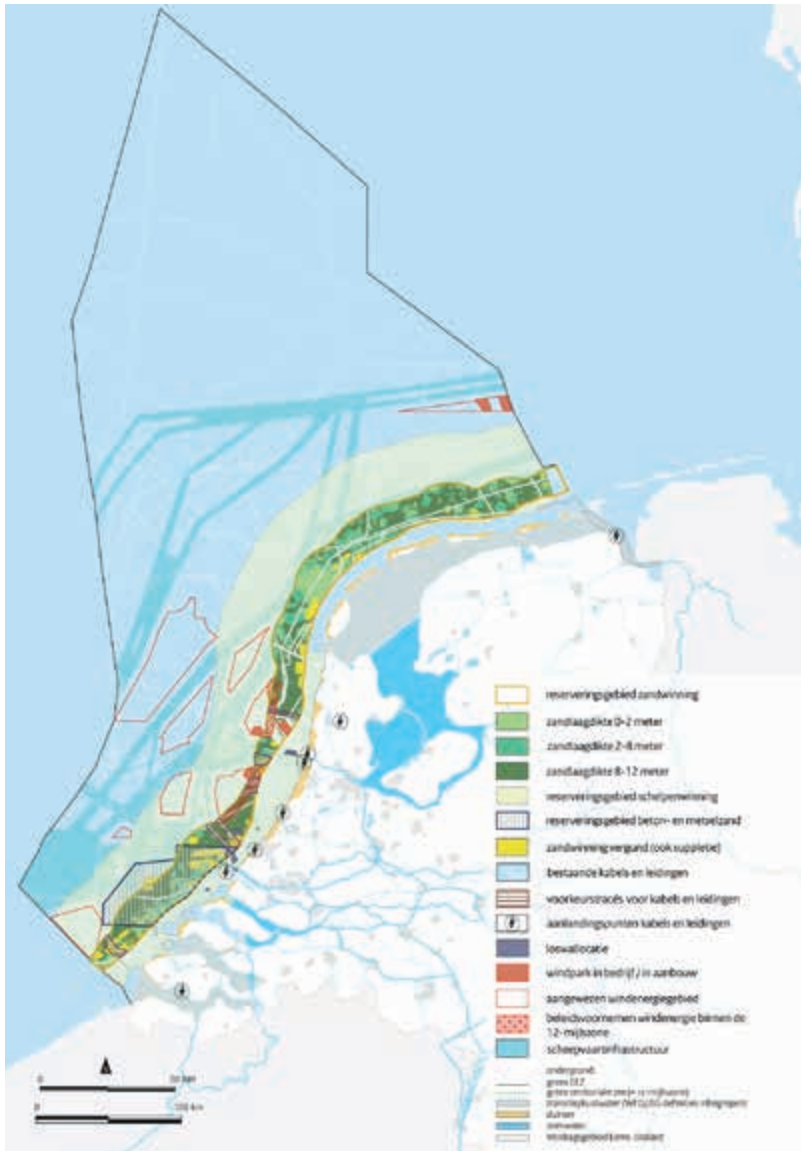 reserveringsgebied zandwinning
zandlaagdikte 0-2 meter
zandlaagdikte 2-8 meter
zandlaagdikte 8-12 meter
reserveringsgebied schelpenwinning
reserveringsgebied beton- en metselzand
zandwinning vergund (ook suppletie)
bestaande kabels en leidingen
voorkeurstracés voor kabels en leidingen
aanlandingspunten kabels en leidingen
loswallocatie
windpark in bedrijf / in aanbouw
aangewezen windenergiegebied
beleidsvoornemen windenergie binnen de
12-mijlszone
scheepvaartinfrastructuur
0
0
ondergrond:
grens EEZ
duinen